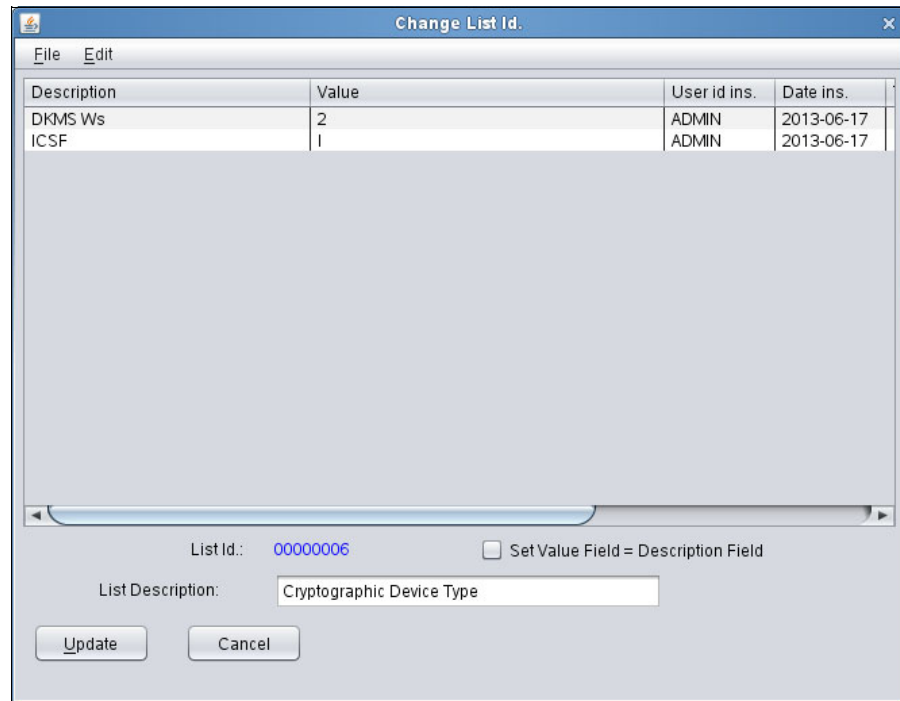 Change List Id.
File Edit
Description Value User id ins. Date ins.
DKMS Ws 2 ADMIN 2013-06-17
ICSF I ADMIN 2013-06-17
List Id.: 00000006 Set Value Field = Description Field
List Description: Cryptographic Device Type
Update Cancel